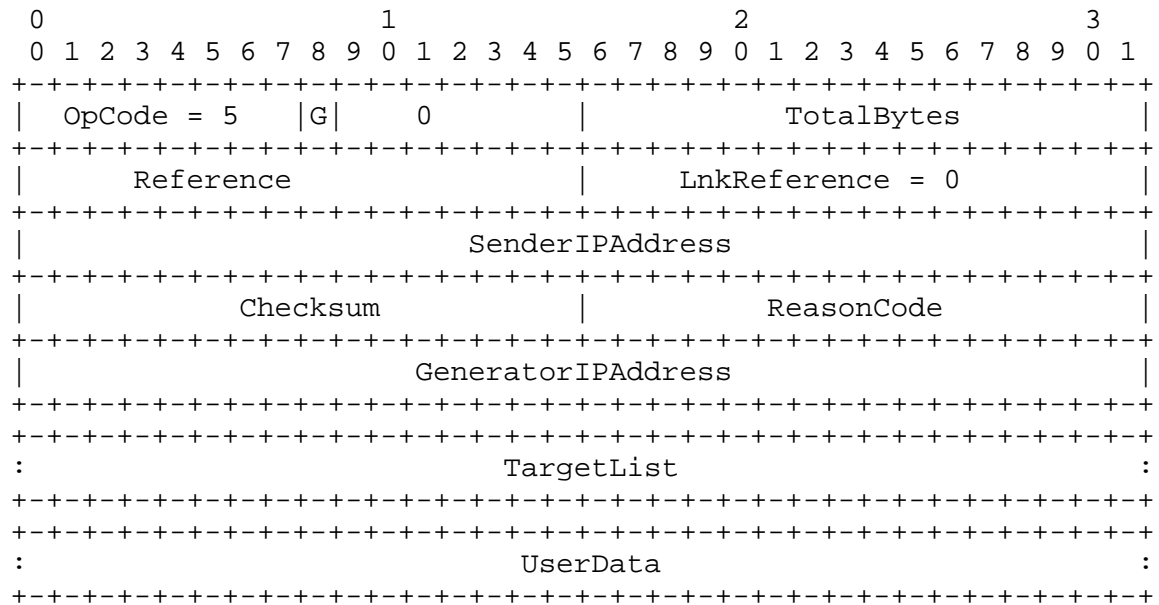 0                   1                   2                   3
 0 1 2 3 4 5 6 7 8 9 0 1 2 3 4 5 6 7 8 9 0 1 2 3 4 5 6 7 8 9 0 1
+-+-+-+-+-+-+-+-+-+-+-+-+-+-+-+-+-+-+-+-+-+-+-+-+-+-+-+-+-+-+-+-+
|  OpCode = 5   |G|    0        |           TotalBytes          |
+-+-+-+-+-+-+-+-+-+-+-+-+-+-+-+-+-+-+-+-+-+-+-+-+-+-+-+-+-+-+-+-+
|      Reference                |     LnkReference = 0          |
+-+-+-+-+-+-+-+-+-+-+-+-+-+-+-+-+-+-+-+-+-+-+-+-+-+-+-+-+-+-+-+-+
|                         SenderIPAddress                       |
+-+-+-+-+-+-+-+-+-+-+-+-+-+-+-+-+-+-+-+-+-+-+-+-+-+-+-+-+-+-+-+-+
|            Checksum           |          ReasonCode           |
+-+-+-+-+-+-+-+-+-+-+-+-+-+-+-+-+-+-+-+-+-+-+-+-+-+-+-+-+-+-+-+-+
|                      GeneratorIPAddress                       |
+-+-+-+-+-+-+-+-+-+-+-+-+-+-+-+-+-+-+-+-+-+-+-+-+-+-+-+-+-+-+-+-+
+-+-+-+-+-+-+-+-+-+-+-+-+-+-+-+-+-+-+-+-+-+-+-+-+-+-+-+-+-+-+-+-+
:                           TargetList                          :
+-+-+-+-+-+-+-+-+-+-+-+-+-+-+-+-+-+-+-+-+-+-+-+-+-+-+-+-+-+-+-+-+
+-+-+-+-+-+-+-+-+-+-+-+-+-+-+-+-+-+-+-+-+-+-+-+-+-+-+-+-+-+-+-+-+
:                            UserData                           :
+-+-+-+-+-+-+-+-+-+-+-+-+-+-+-+-+-+-+-+-+-+-+-+-+-+-+-+-+-+-+-+-+